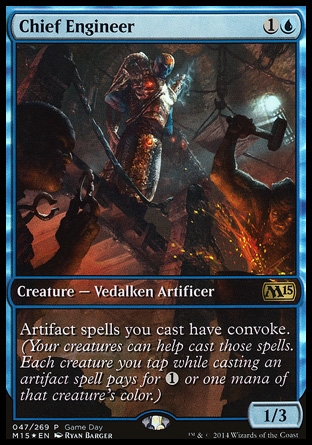 Chief Engineer 1
Creature — Vedalken Artificer M15
Artifact spells you cast have convoke.
(Your creatures can help cast those spells.
Each creature you tap while casting an
artifact spell pays for 1 or one mana of
that creature's color.)
1/3
047/269 P Game Day
M15 ★ EN Ryan Barger
™ & © 2014 Wizards of the Coast